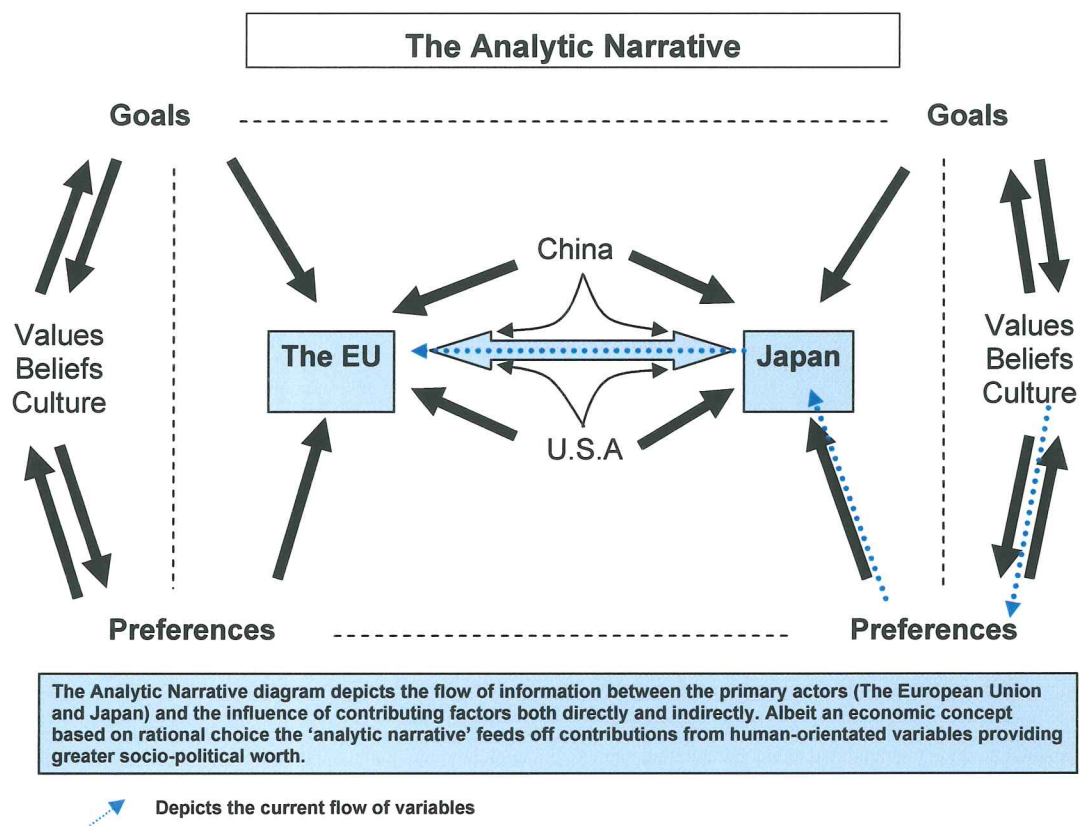 The Analytic Narrative
Goals
Goals
China
Values
Beliefs
Culture
The EU
Japan
Values
Beliefs
Culture
U.S.A
Preferences
Preferences
The Analytic Narrative diagram depicts the flow of information between the primary actors (The European Union
and Japan) and the influence of contributing factors both directly and indirectly. Albeit an economic concept
based on rational choice the ‘analytic narrative’ feeds off contributions from human-orientated variables providing
greater socio-political worth.
Depicts the current flow of variables